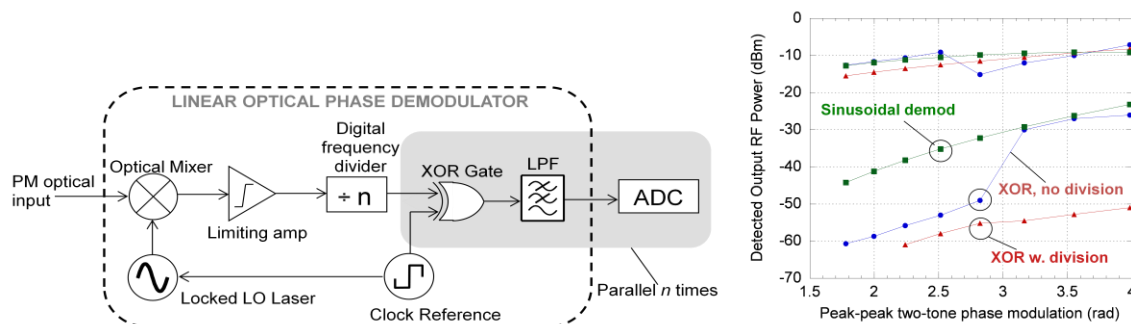 LINEAR OPTICAL PHASE DEMODULATOR
Optical Mixer
Digital
frequency
divider
XOR Gate
LPF
PM optical
input
÷ n
ADC
Limiting amp
Locked LO Laser
Clock Reference
Parallel n times
Detected Output RF Power (dBm)
0
-10
-20
-30
-40
-50
-60
-70
Sinusoidal demod
XOR, no division
XOR w. division
1.5
2
2.5
3
3.5
4
Peak-peak two-tone phase modulation (rad)